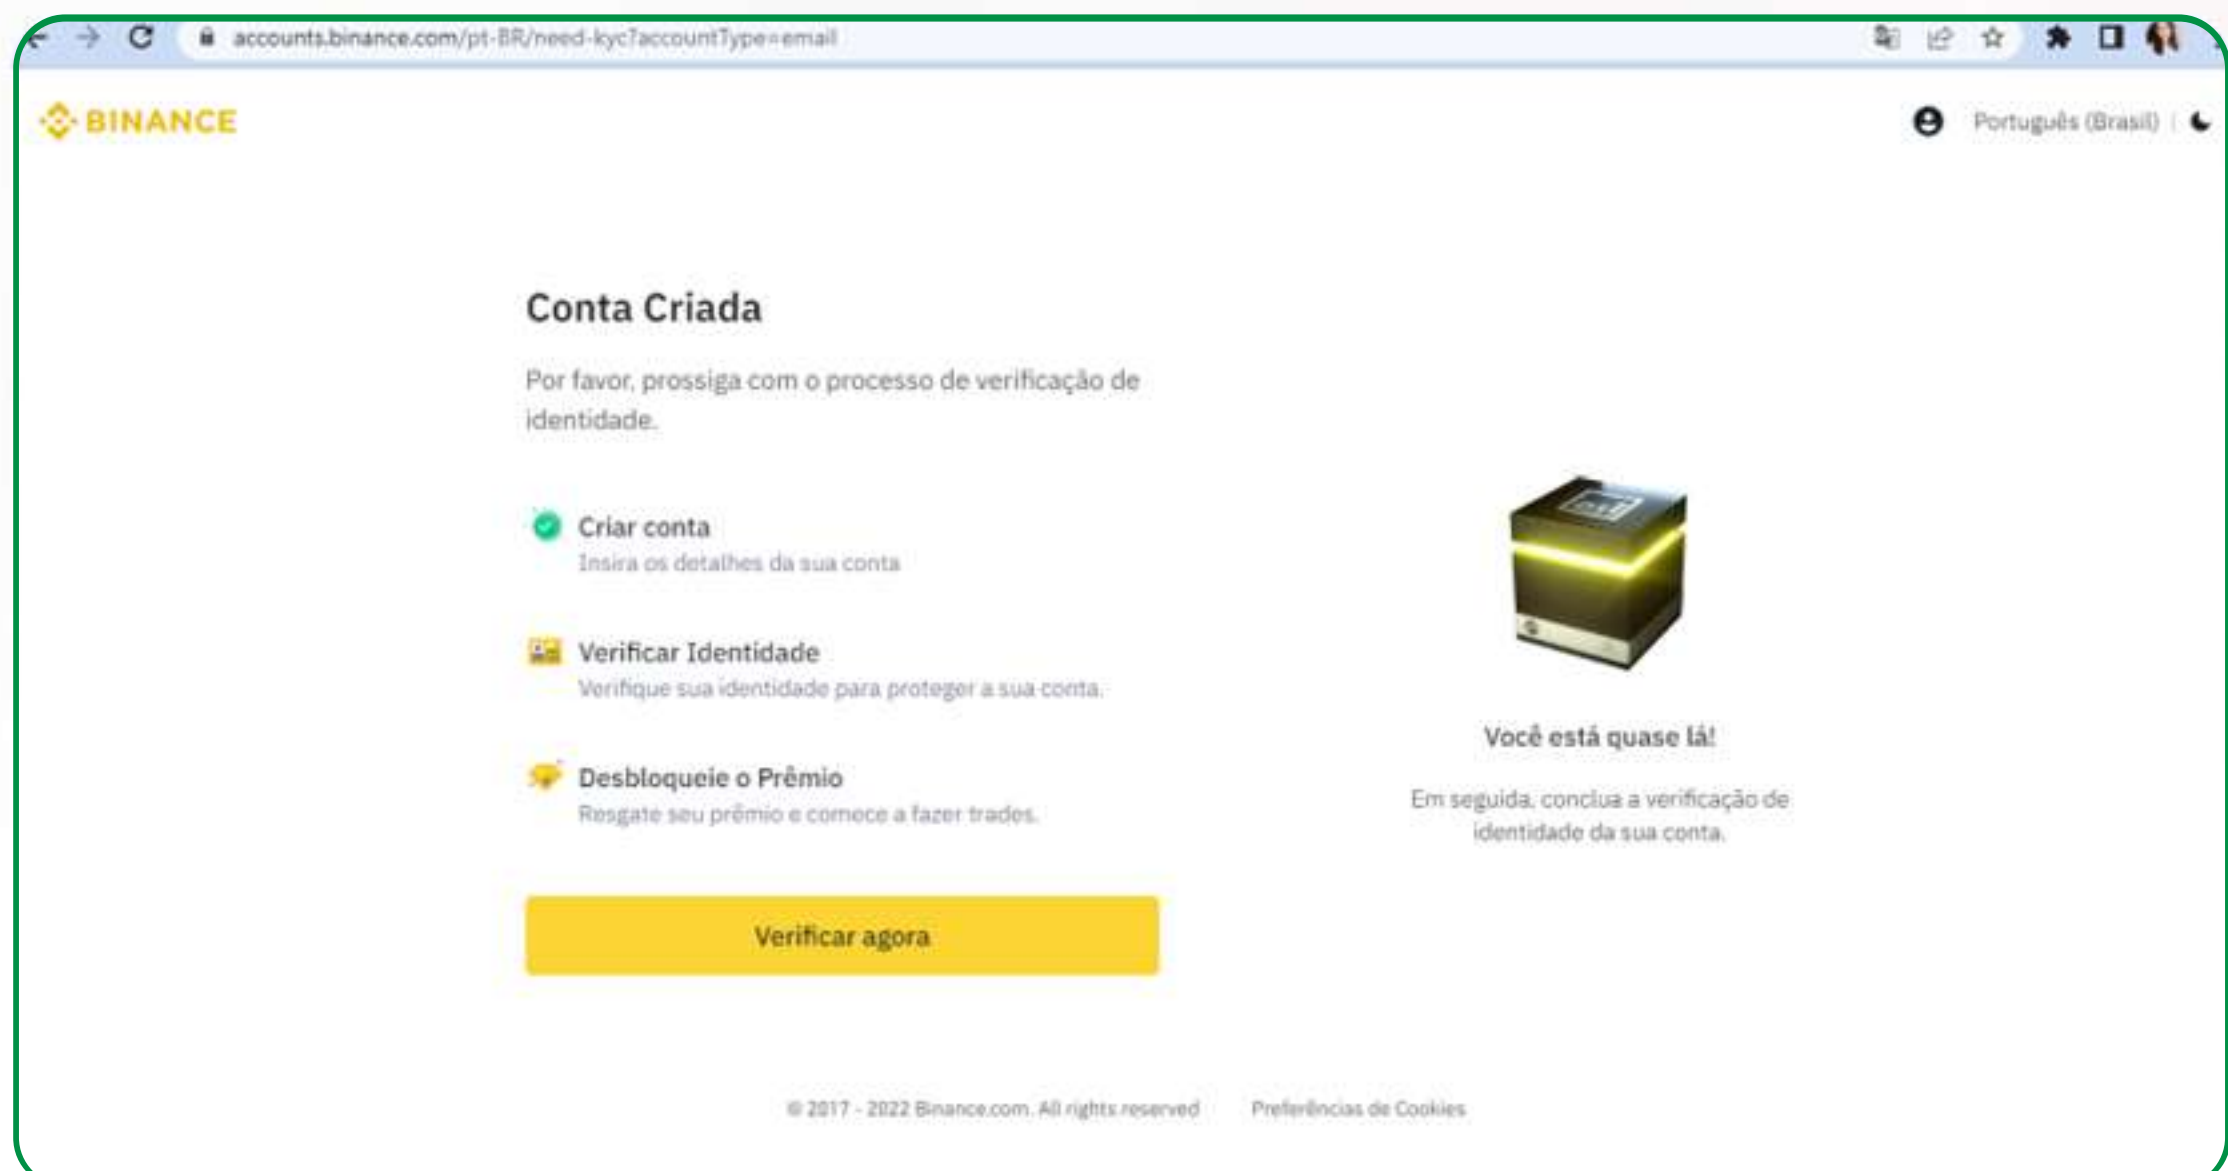 accounts.binance.com/pt-BR/need-kyc?accountType=email
BINANCE
Português (Brasil)
Conta Criada
Por favor, prossiga com o processo de verificação de
identidade.
Criar conta
Insira os detalhes da sua conta
Verificar Identidade
Verifique sua identidade para proteger a sua conta.
Desbloqueie o Prêmio
Resgate seu prêmio e comece a fazer trades.
Verificar agora
Você está quase lá!
Em seguida, conclua a verificação de
identidade da sua conta.
© 2017 - 2022 Binance.com. All rights reserved Preferências de Cookies